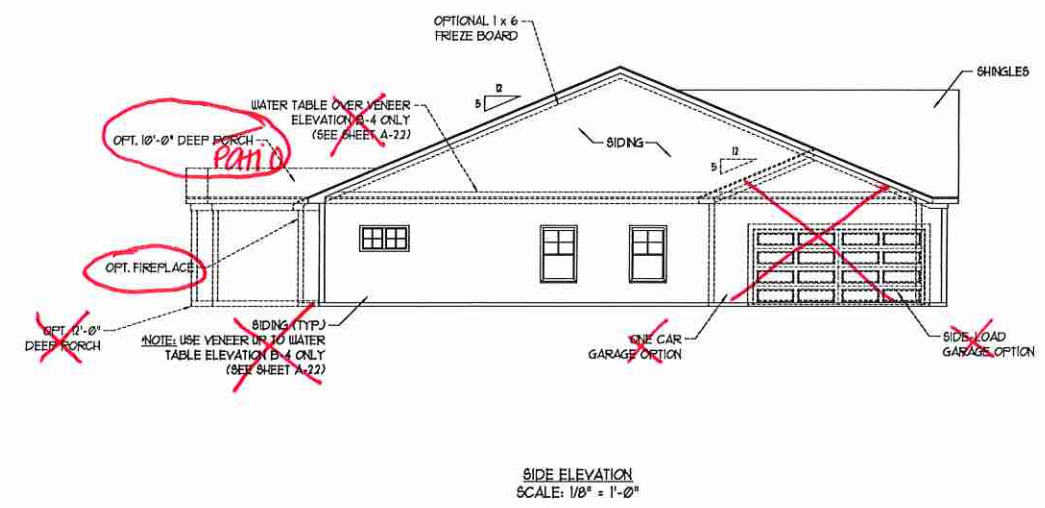 OPTIONAL 1 x 6
FRIEZE BOARD
SHINGLES
12
5
WATER TABLE OVER VENEER
ELEVATION B-4 ONLY
(SEE SHEET A-22)
OPT. 10'-0" DEEP PORCH
Patio
SIDING
12
5
OPT. FIREPLACE
OPT. 12'-0"
DEEP PORCH
SIDING (TYP.)
*NOTE: USE VENEER UP TO WATER
TABLE ELEVATION B-4 ONLY
(SEE SHEET A-22)
ONE CAR
GARAGE OPTION
SIDE LOAD
GARAGE OPTION
SIDE ELEVATION
SCALE: 1/8" = 1'-0"